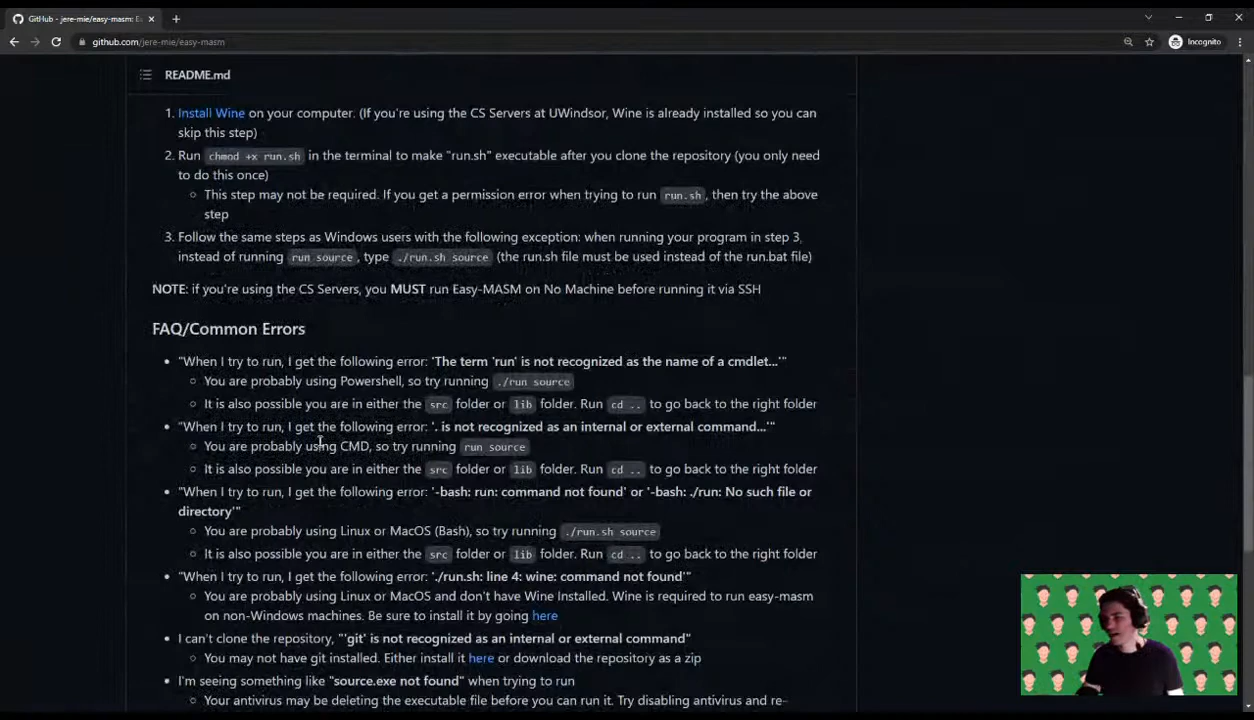 GitHub - jere-mie/easy-masm: E
github.com/jere-mie/easy-masm
Incognito
README.md
1. Install Wine on your computer. (If you're using the CS Servers at UWindsor, Wine is already installed so you can
skip this step)
2. Run chmod +x run.sh in the terminal to make "run.sh" executable after you clone the repository (you only need
to do this once)
This step may not be required. If you get a permission error when trying to run run.sh, then try the above
step
3. Follow the same steps as Windows users with the following exception: when running your program in step 3,
instead of running run source, type ./run.sh source (the run.sh file must be used instead of the run.bat file)
NOTE: if you're using the CS Servers, you MUST run Easy-MASM on No Machine before running it via SSH
FAQ/Common Errors
"When I try to run, I get the following error: 'The term 'run' is not recognized as the name of a cmdlet...'"
You are probably using Powershell, so try running ./run source
It is also possible you are in either the src folder or lib folder. Run cd .. to go back to the right folder
"When I try to run, I get the following error: '. is not recognized as an internal or external command...'"
You are probably using CMD, so try running run source
It is also possible you are in either the src folder or lib folder. Run cd .. to go back to the right folder
"When I try to run, I get the following error: '-bash: run: command not found' or '-bash: ./run: No such file or
directory'"
You are probably using Linux or MacOS (Bash), so try running ./run.sh source
It is also possible you are in either the src folder or lib folder. Run cd .. to go back to the right folder
"When I try to run, I get the following error: './run.sh: line 4: wine: command not found'"
You are probably using Linux or MacOS and don't have Wine Installed. Wine is required to run easy-masm
on non-Windows machines. Be sure to install it by going here
I can't clone the repository, "'git' is not recognized as an internal or external command"
You may not have git installed. Either install it here or download the repository as a zip
I'm seeing something like "source.exe not found" when trying to run
Your antivirus may be deleting the executable file before you can run it. Try disabling antivirus and re-